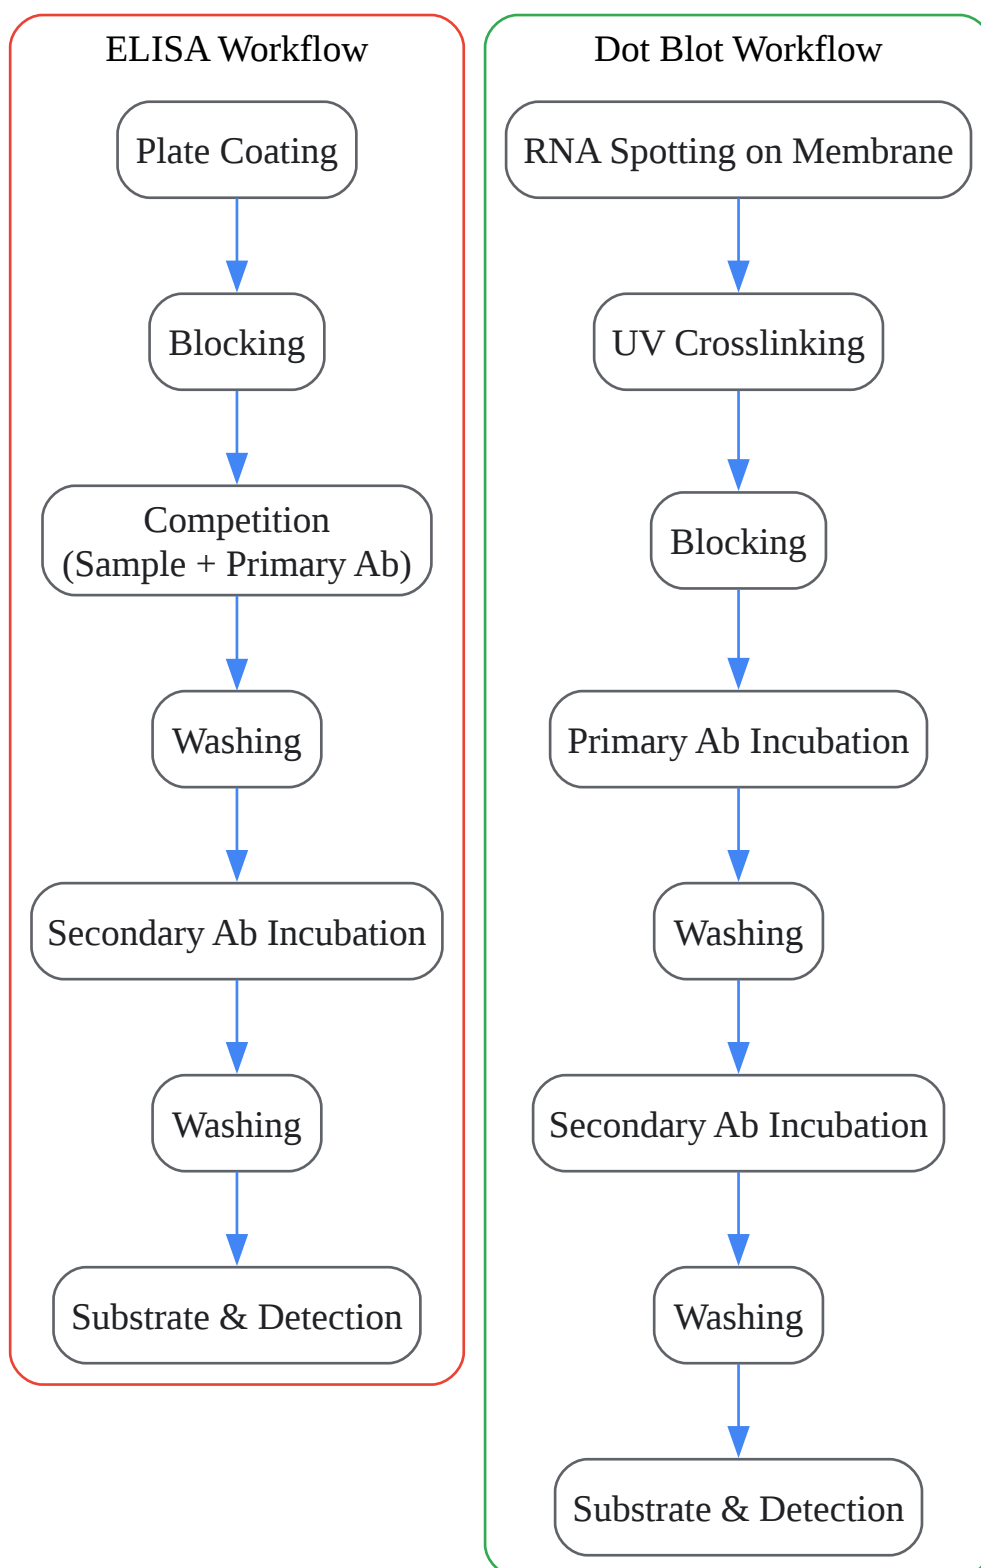 ELISA Workflow
Plate Coating
Blocking
Competition
(Sample + Primary Ab)
Washing
Secondary Ab Incubation
Washing
Substrate & Detection
Dot Blot Workflow
RNA Spotting on Membrane
UV Crosslinking
Blocking
Primary Ab Incubation
Washing
Secondary Ab Incubation
Washing
Substrate & Detection